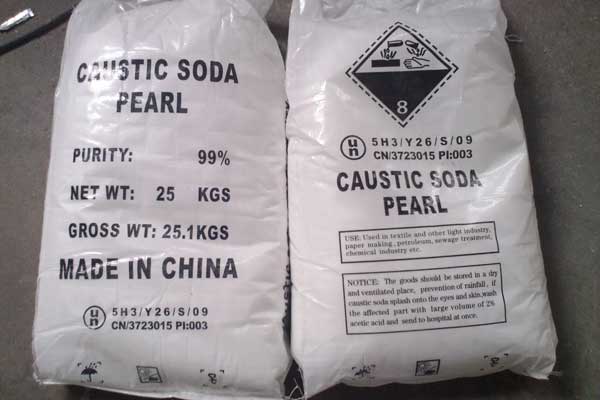 CAUSTIC SODA
PEARL
PURITY: 99%
NET WT: 25 KGS
GROSS WT: 25.1KGS
MADE IN CHINA
un 5H3/Y26/S/09
CN/3723015 PI:003
8
un 5H3/Y26/S/09
CN/3723015 PI:003
CAUSTIC SODA
PEARL
USE: Used in textile and other light industry,
paper making, petroleum, sewage treatment,
chemical industry etc.
NOTICE: The goods should be stored in a dry
and ventilated place, prevention of rainfall, if
caustic soda splash onto the eyes and skin,wash
the affected part with large volume of 2%
acetic acid and send to hospital at once.